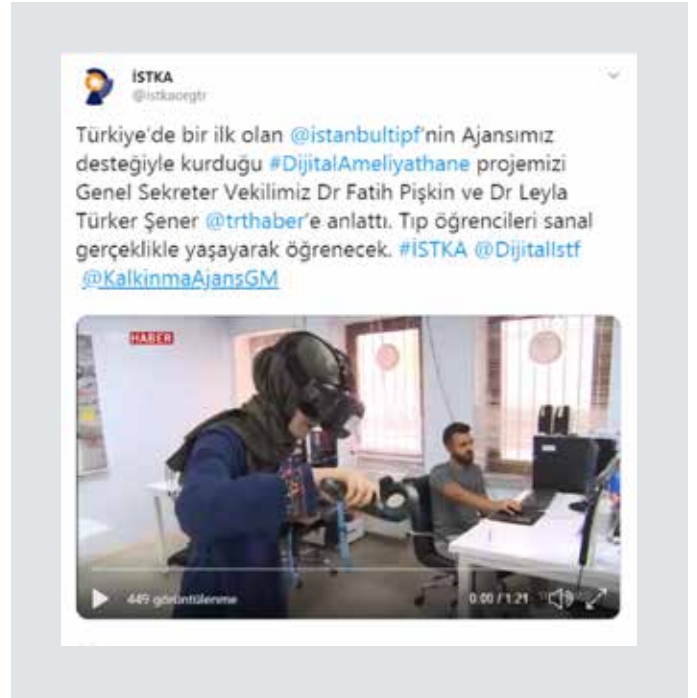 İSTKA
@istkaorgtr
Türkiye'de bir ilk olan @istanbultipf'nin Ajansımız
desteğiyle kurduğu #DijitalAmeliyathane projemizi
Genel Sekreter Vekilimiz Dr Fatih Pişkin ve Dr Leyla
Türker Şener @trthaber'e anlattı. Tıp öğrencileri sanal
gerçeklikle yaşayarak öğrenecek. #İSTKA @DijitalIstf
@KalkinmaAjansGM
HABER
449 görüntülenme
0:00 / 1:21